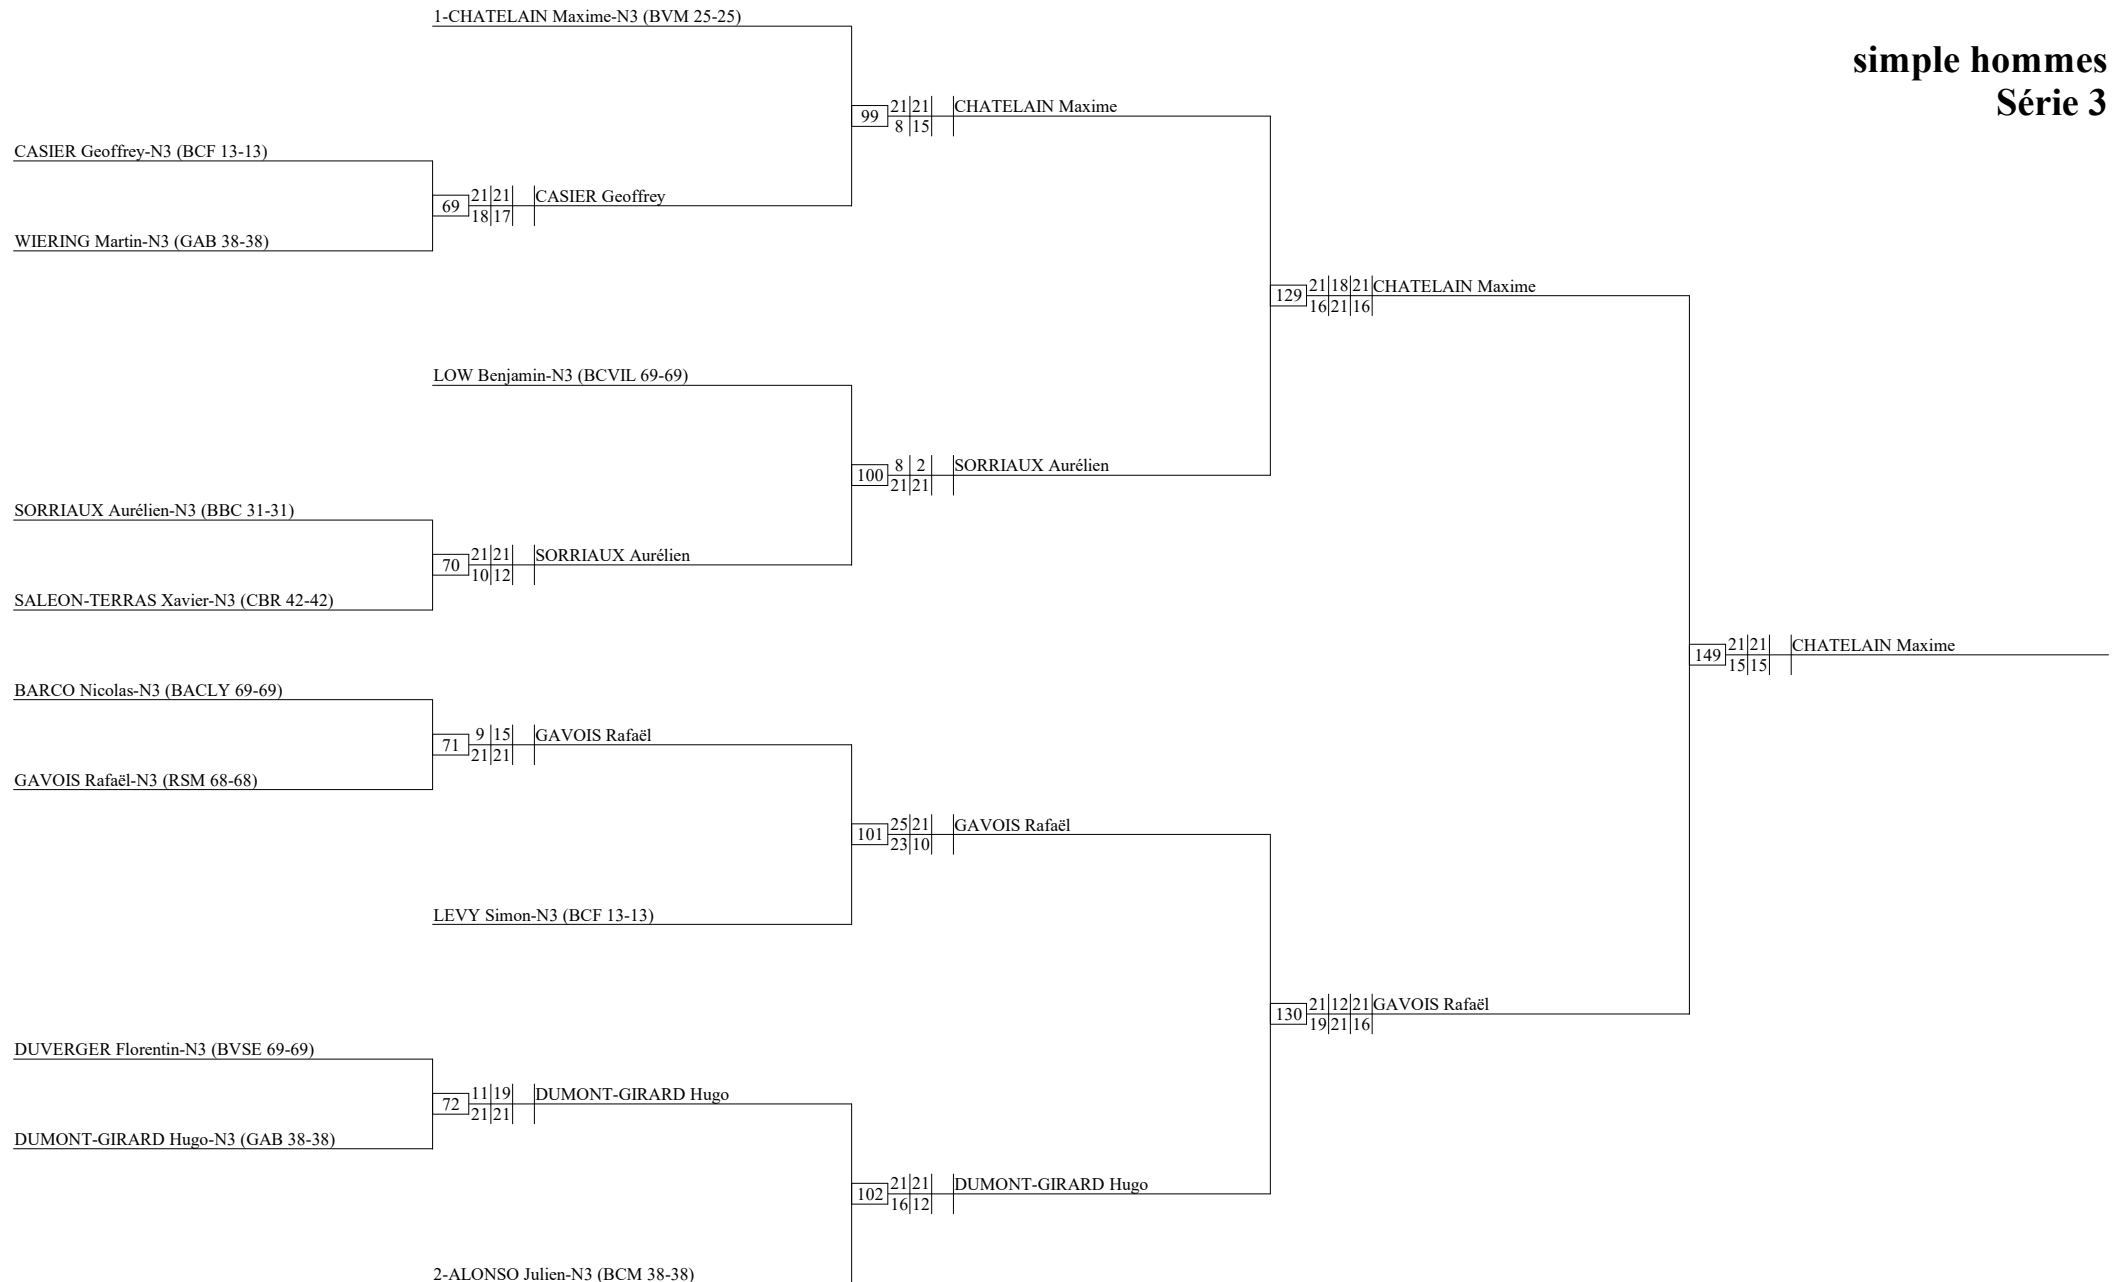 1-CHATELAIN Maxime-N3 (BVM 25-25)
simple hommes
Série 3
99 21 21 CHATELAIN Maxime
8 15
CASIER Geoffrey-N3 (BCF 13-13)
69 21 21 CASIER Geoffrey
18 17
WIERING Martin-N3 (GAB 38-38)
129 21 18 21 CHATELAIN Maxime
16 21 16
LOW Benjamin-N3 (BCVIL 69-69)
100 8 2 SORRIAUX Aurélien
21 21
SORRIAUX Aurélien-N3 (BBC 31-31)
70 21 21 SORRIAUX Aurélien
10 12
SALEON-TERRAS Xavier-N3 (CBR 42-42)
149 21 21 CHATELAIN Maxime
15 15
BARCO Nicolas-N3 (BACLY 69-69)
71 9 15 GAVOIS Rafaël
21 21
GAVOIS Rafaël-N3 (RSM 68-68)
101 25 21 GAVOIS Rafaël
23 10
LEVY Simon-N3 (BCF 13-13)
130 21 12 21 GAVOIS Rafaël
19 21 16
DUVERGER Florentin-N3 (BVSE 69-69)
72 11 19 DUMONT-GIRARD Hugo
21 21
DUMONT-GIRARD Hugo-N3 (GAB 38-38)
102 21 21 DUMONT-GIRARD Hugo
16 12
2-ALONSO Julien-N3 (BCM 38-38)